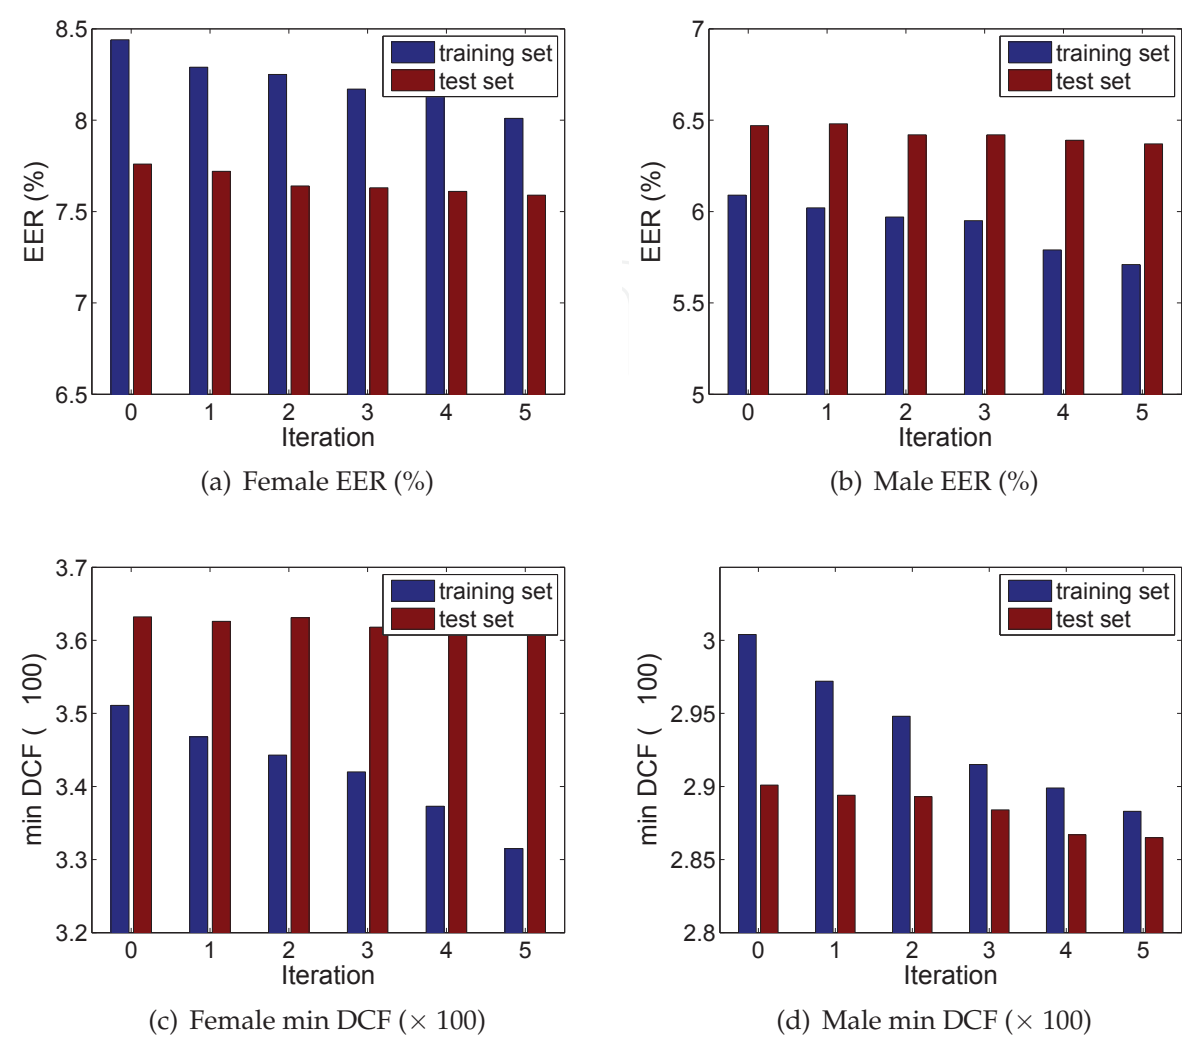 8.5
8
7.5
7
6.5
EER (%)
training set
test set
0 1 2 3 4 5
Iteration
(a) Female EER (%)
7
6.5
6
5.5
5
EER (%)
training set
test set
0 1 2 3 4 5
Iteration
(b) Male EER (%)
3.7
3.6
3.5
3.4
3.3
3.2
min DCF ( 100)
training set
test set
0 1 2 3 4 5
Iteration
(c) Female min DCF (× 100)
3
2.95
2.9
2.85
2.8
min DCF ( 100)
training set
test set
0 1 2 3 4 5
Iteration
(d) Male min DCF (× 100)